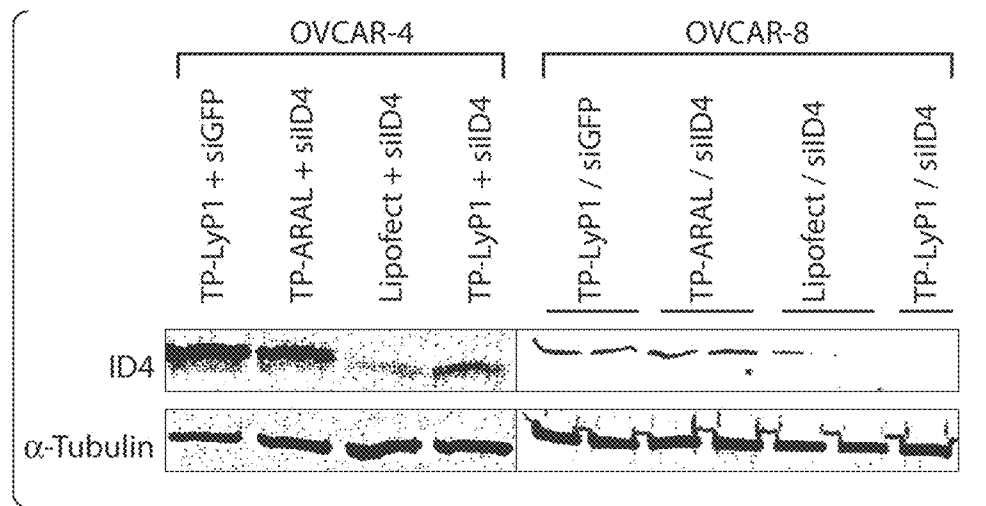 OVCAR-4
OVCAR-8
TP-LyP1 + siGFP
TP-ARAL + siID4
Lipofect + siID4
TP-LyP1 + siID4
TP-LyP1 / siGFP
TP-ARAL / siID4
Lipofect / siID4
TP-LyP1 / siID4
ID4
α-Tubulin